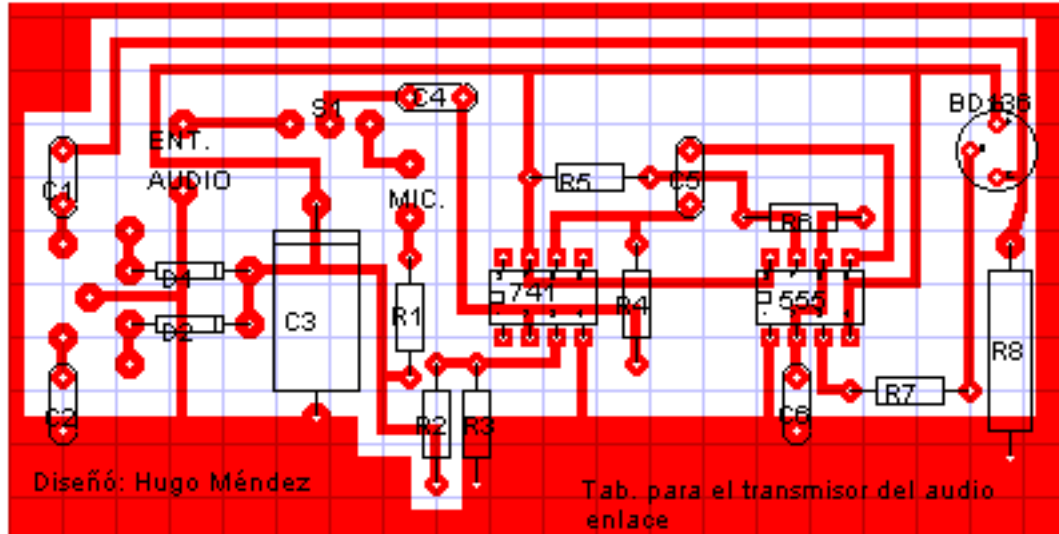 S1
C4
BD136
ENT.
AUDIO
C1
MIC.
R5
C5
R6
D1
741
R4
555
C3
R1
D2
R8
C2
R2
R3
C6
R7
Diseñó: Hugo Méndez
Tab. para el transmisor del audio
enlace